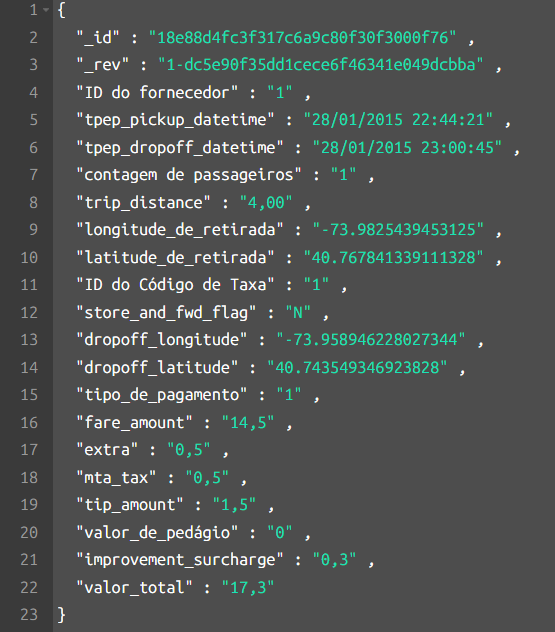 1 {
2 "_id" : "18e88d4fc3f317c6a9c80f30f3000f76" ,
3 "_rev" : "1-dc5e90f35dd1cece6f46341e049dcbba" ,
4 "ID do fornecedor" : "1" ,
5 "tpep_pickup_datetime" : "28/01/2015 22:44:21" ,
6 "tpep_dropoff_datetime" : "28/01/2015 23:00:45" ,
7 "contagem de passageiros" : "1" ,
8 "trip_distance" : "4,00" ,
9 "longitude_de_retirada" : "-73.9825439453125" ,
10 "latitude_de_retirada" : "40.767841339111328" ,
11 "ID do Código de Taxa" : "1" ,
12 "store_and_fwd_flag" : "N" ,
13 "dropoff_longitude" : "-73.958946228027344" ,
14 "dropoff_latitude" : "40.743549346923828" ,
15 "tipo_de_pagamento" : "1" ,
16 "fare_amount" : "14,5" ,
17 "extra" : "0,5" ,
18 "mta_tax" : "0,5" ,
19 "tip_amount" : "1,5" ,
20 "valor_de_pedágio" : "0" ,
21 "improvement_surcharge" : "0,3" ,
22 "valor_total" : "17,3"
23 }